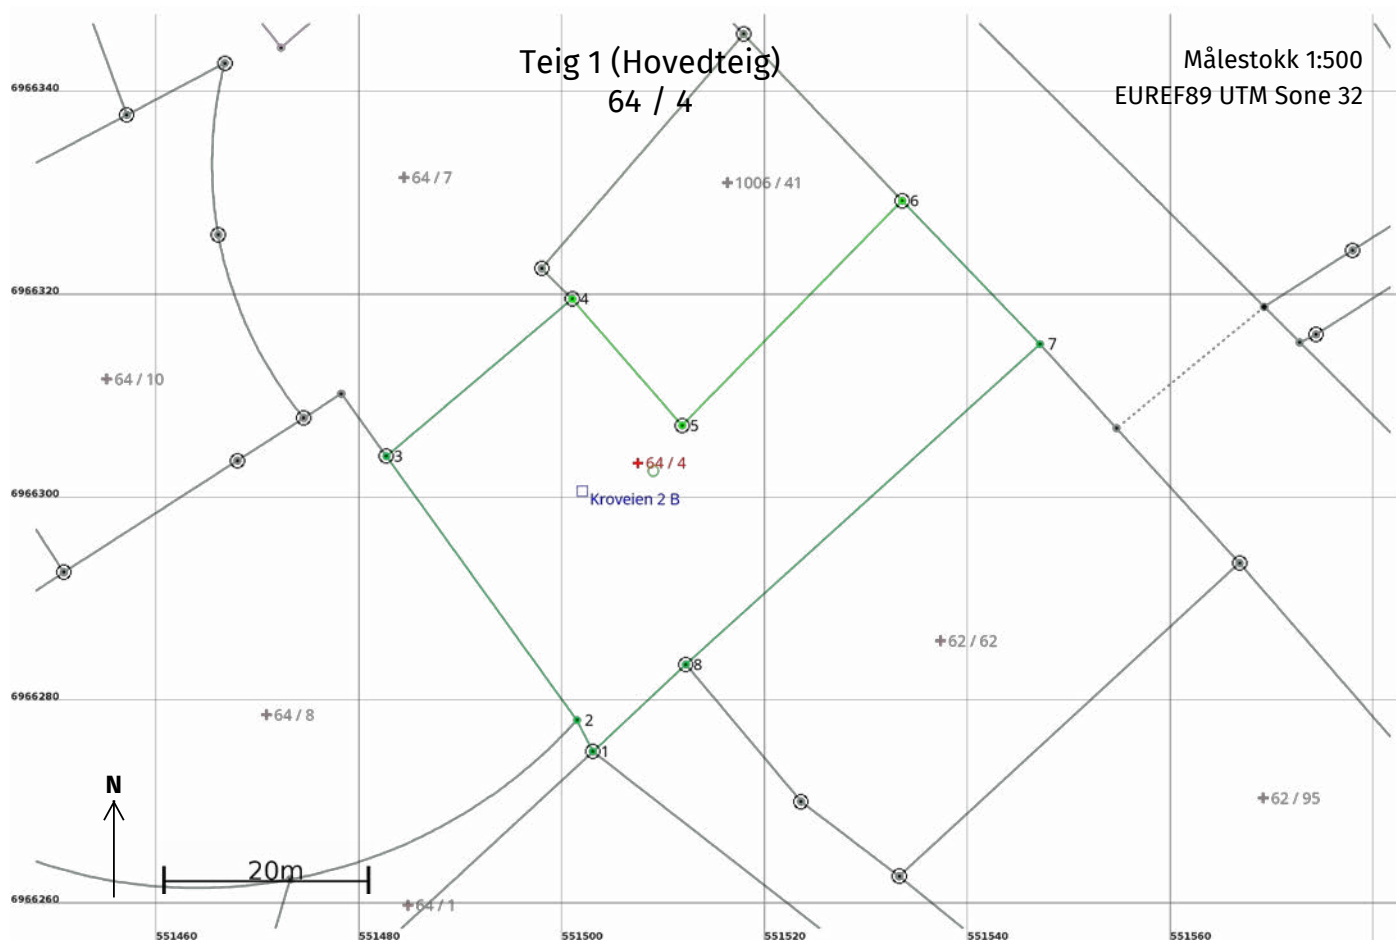 Teig 1 (Hovedteig)
64 / 4
Målestokk 1:500
EUREF89 UTM Sone 32
6966340
64 / 7
1006 / 41
6
6966320
4
7
64 / 10
5
3
64 / 4
6966300
Kroveien 2 B
62 / 62
8
6966280
64 / 8
2
1
N
62 / 95
20m
64 / 1
6966260
551460
551480
551500
551520
551540
551560